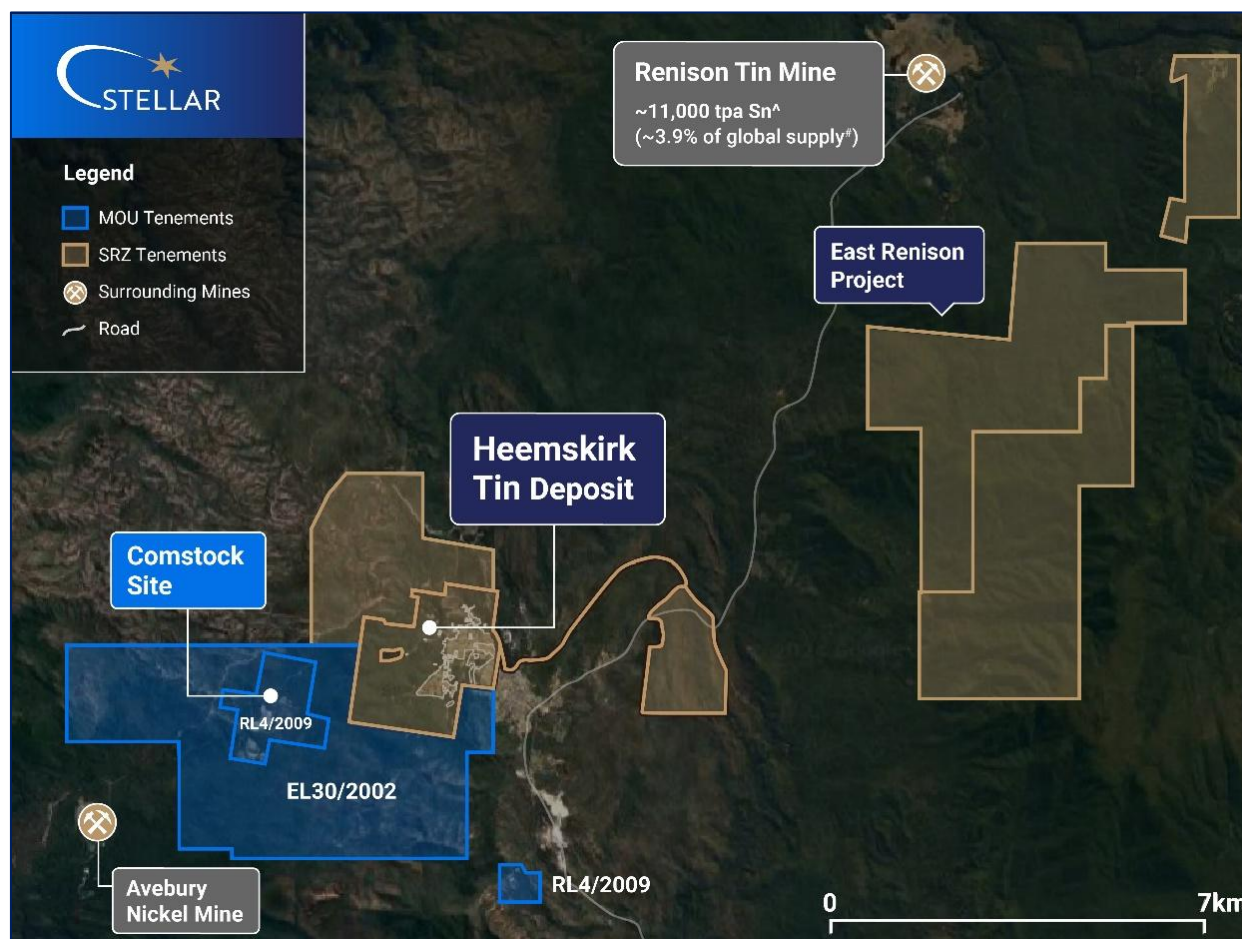 STELLAR
Legend
MOU Tenements
SRZ Tenements
Surrounding Mines
Road
Renison Tin Mine
~11,000 tpa Sn^
(~3.9% of global supply#)
East Renison
Project
Heemskirk
Tin Deposit
Comstock
Site
RL4/2009
EL30/2002
Avebury
Nickel Mine
RL4/2009
0
7km